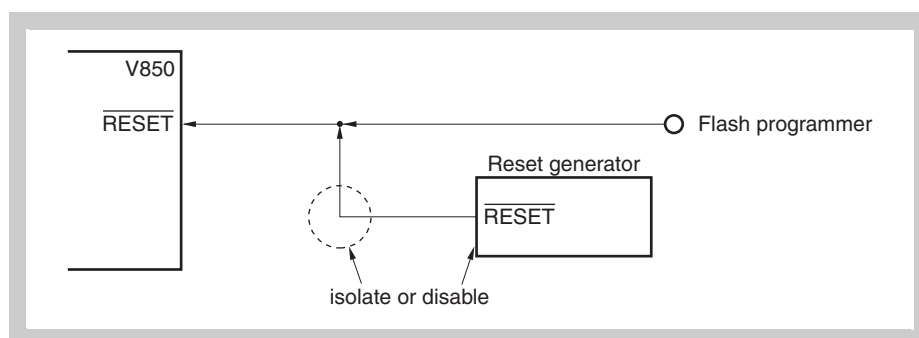 V850
RESET
Flash programmer
Reset generator
RESET
isolate or disable